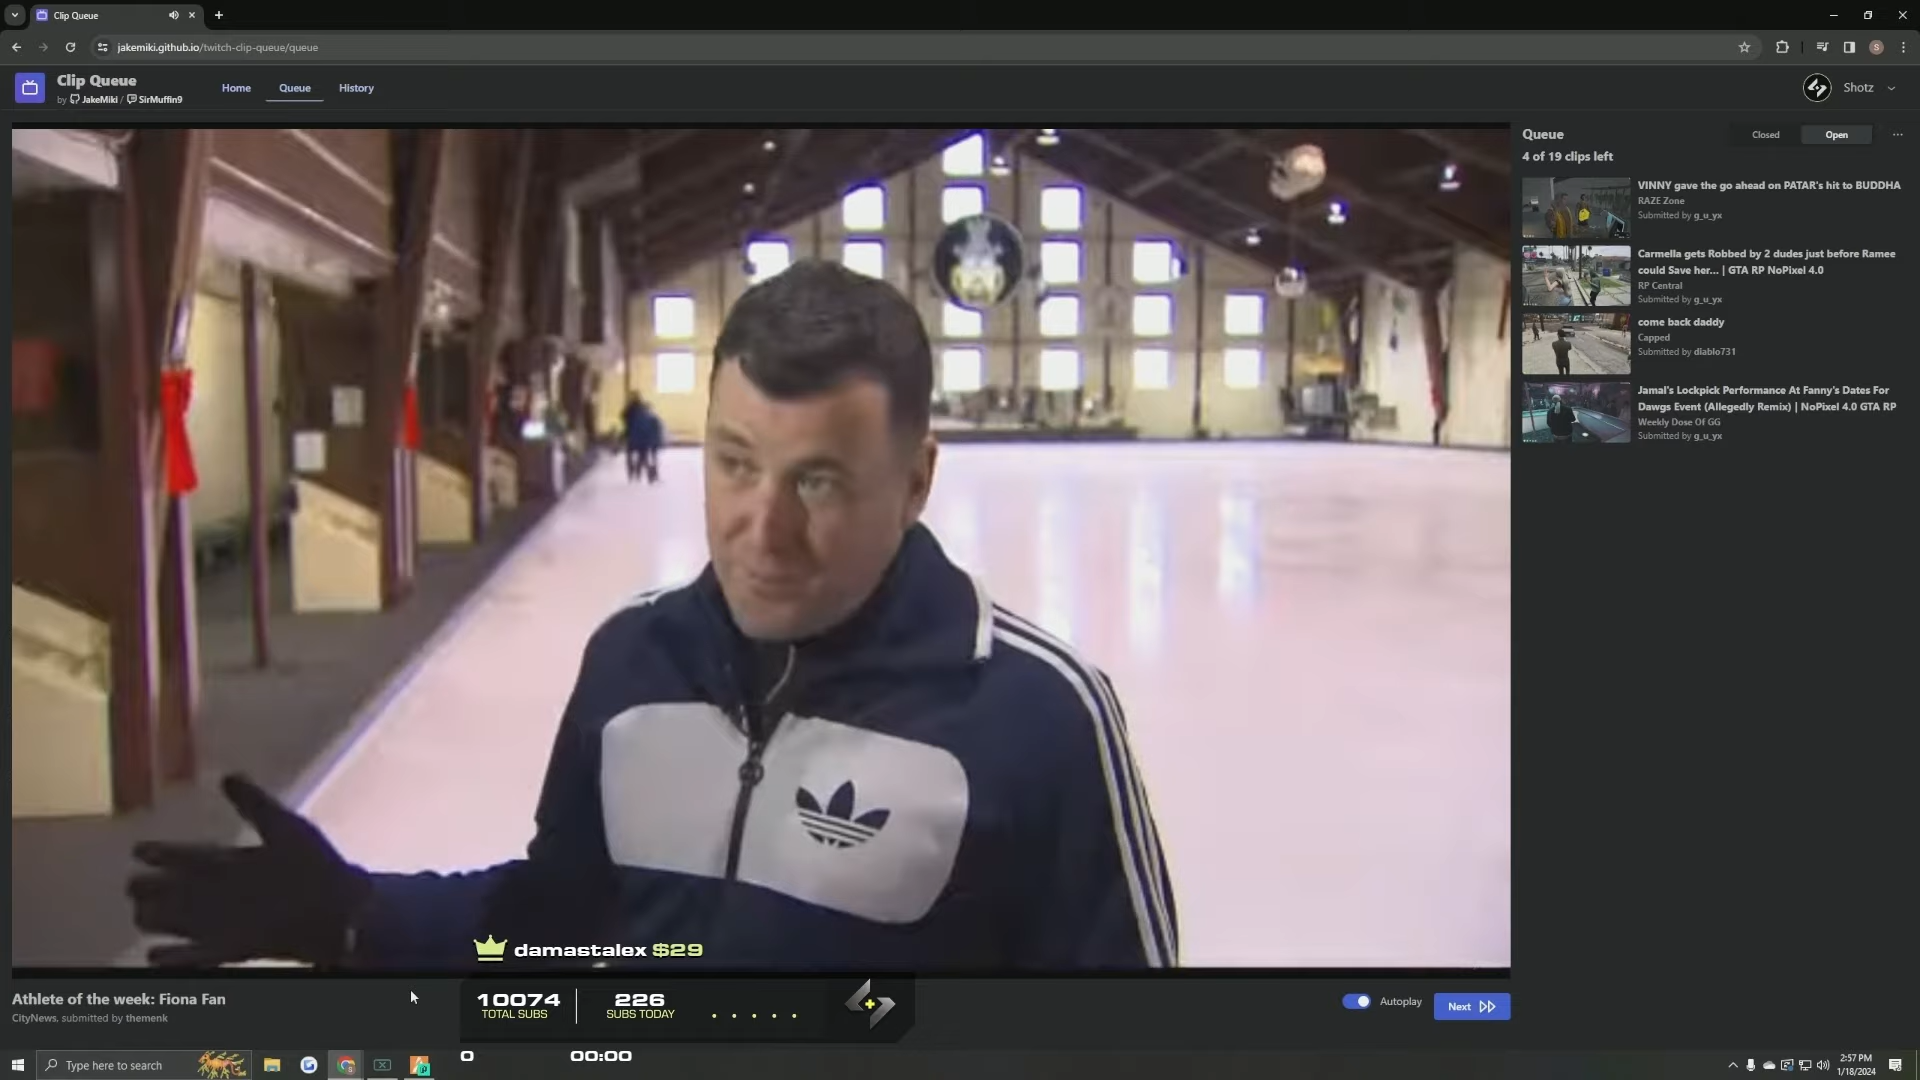 Clip Queue
jakemiki.github.io/twitch-clip-queue/queue
S
Clip Queue
by JakeMiki / SirMuffin9
Home
Queue
History
Shotz
Queue
Closed
Open
4 of 19 clips left
VINNY gave the go ahead on PATAR's hit to BUDDHA
RAZE Zone
Submitted by g_u_yx
Carmella gets Robbed by 2 dudes just before Ramee
could Save her... | GTA RP NoPixel 4.0
RP Central
Submitted by g_u_yx
come back daddy
Capped
Submitted by diablo731
Jamal's Lockpick Performance At Fanny's Dates For
Dawgs Event (Allegedly Remix) | NoPixel 4.0 GTA RP
Weekly Dose Of GG
Submitted by g_u_yx
damastalex $29
Athlete of the week: Fiona Fan
CityNews, submitted by themenk
10074
TOTAL SUBS
226
SUBS TODAY
Autoplay
Next
0
00:00
Type here to search
2:57 PM
1/18/2024